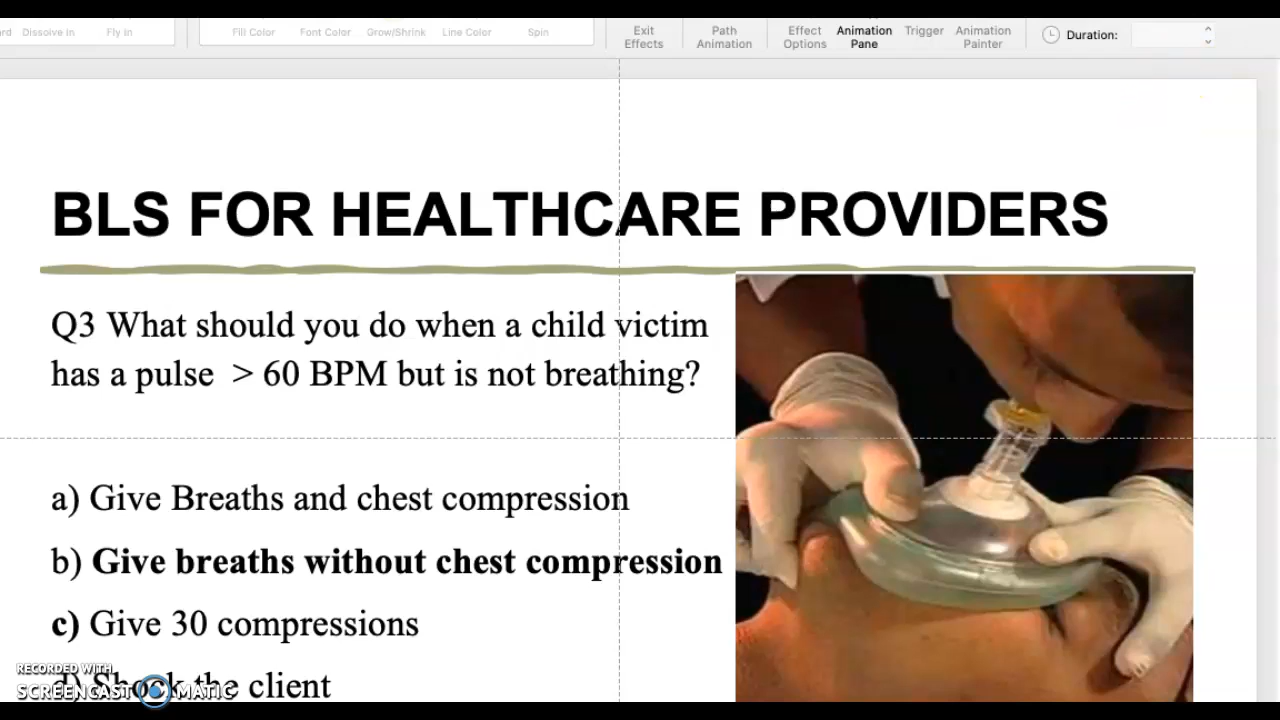 rd Dissolve In Fly In Fill Color Font Color Grow/Shrink Line Color Spin Exit Effects Path Animation Effect Options Animation Pane Trigger Animation Painter Duration:
BLS FOR HEALTHCARE PROVIDERS
Q3 What should you do when a child victim
has a pulse > 60 BPM but is not breathing?
a) Give Breaths and chest compression
b) Give breaths without chest compression
c) Give 30 compressions
d) Shock the client
RECORDED WITH
SCREENCAST MATIC